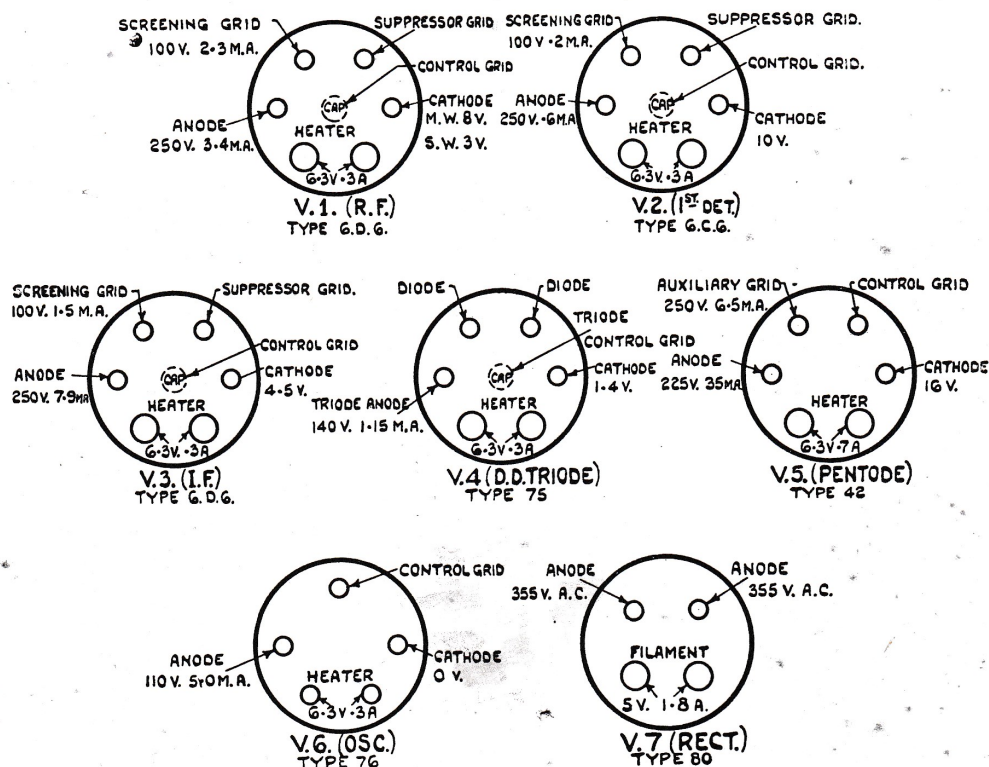 SCREENING GRID
100 V. 2·3 M.A.
SUPPRESSOR GRID
CONTROL GRID
CAP
CATHODE
M.W. 8 V.
S.W. 3 V.
ANODE
250 V. 3·4 M.A.
HEATER
6·3 V ·3 A
V.1. (R.F.)
TYPE 6.D.6.
SCREENING GRID
100 V ·2 M.A.
SUPPRESSOR GRID.
CONTROL GRID.
CAP
ANODE
250 V. ·6 M.A
CATHODE
10 V.
HEATER
6·3 V ·3 A
V.2. (1ST DET.)
TYPE 6.C.6.
SCREENING GRID
100 V. 1·5 M.A.
SUPPRESSOR GRID.
CONTROL GRID
CAP
ANODE
250 V. 7·9 MA
CATHODE
4·5 V.
HEATER
6·3 V. ·3 A
V.3. (I.F.)
TYPE 6.D.6.
DIODE
DIODE
TRIODE
CONTROL GRID
CAP
CATHODE
1·4 V.
TRIODE ANODE
140 V. 1·15 M.A.
HEATER
6·3 V ·3 A
V.4 (D.D.TRIODE)
TYPE 75
AUXILIARY GRID
250 V. 6·5 M.A.
CONTROL GRID
ANODE
225 V. 35 MA
CATHODE
16 V.
HEATER
6·3 V ·7 A
V.5. (PENTODE)
TYPE 42
CONTROL GRID
ANODE
110 V. M.A.
CATHODE
0 V.
HEATER
6·3 V ·3 A
V.6. (OSC.)
TYPE 76
ANODE
355 V. A.C.
ANODE
355 V. A.C.
FILAMENT
5 V. 1·8 A.
V.7 (RECT.)
TYPE 80